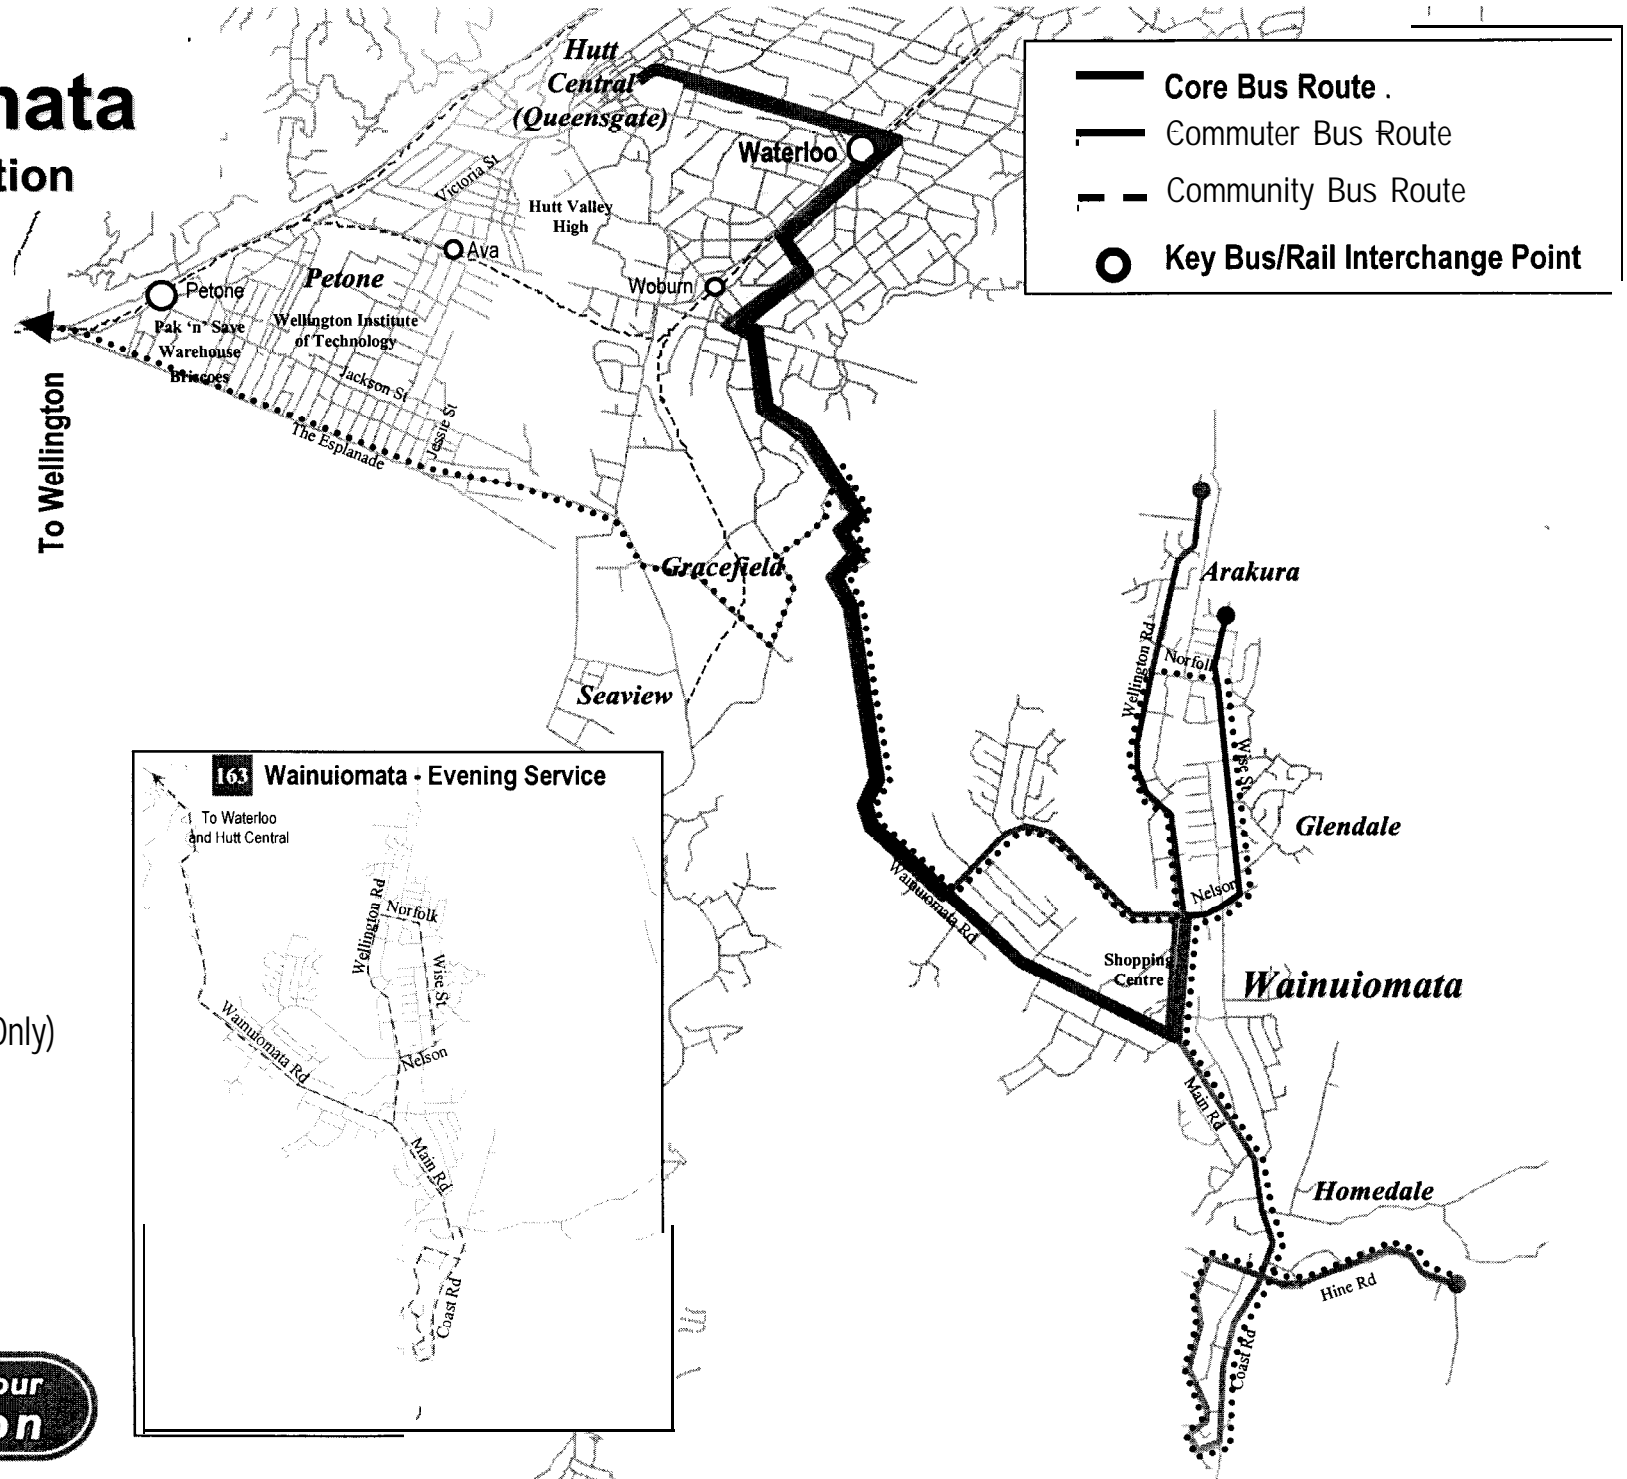 mata
tion
Hutt
Central
(Queensgate)
Waterloo
Core Bus Route .
Commuter Bus Route
Community Bus Route
Key Bus/Rail Interchange Point
Victoria St
Hutt Valley
High
Ava
Woburn
Petone
Petone
Pak 'n' Save
Warehouse
Briscoes
Wellington Institute
of Technology
Jackson St
Jessie St
The Esplanade
To Wellington
Gracefield
Seaview
Arakura
Wellington Rd
Norfolk
Wise St
Glendale
Nelson
Wainuiomata Rd
Shopping
Centre
Wainuiomata
Main Rd
Homedale
Hine Rd
Coast Rd
163 Wainuiomata - Evening Service
To Waterloo
and Hutt Central
Wellington Rd
Norfolk
Wise St
Nelson
Wainuiomata Rd
Main Rd
Coast Rd
Only)
our
on